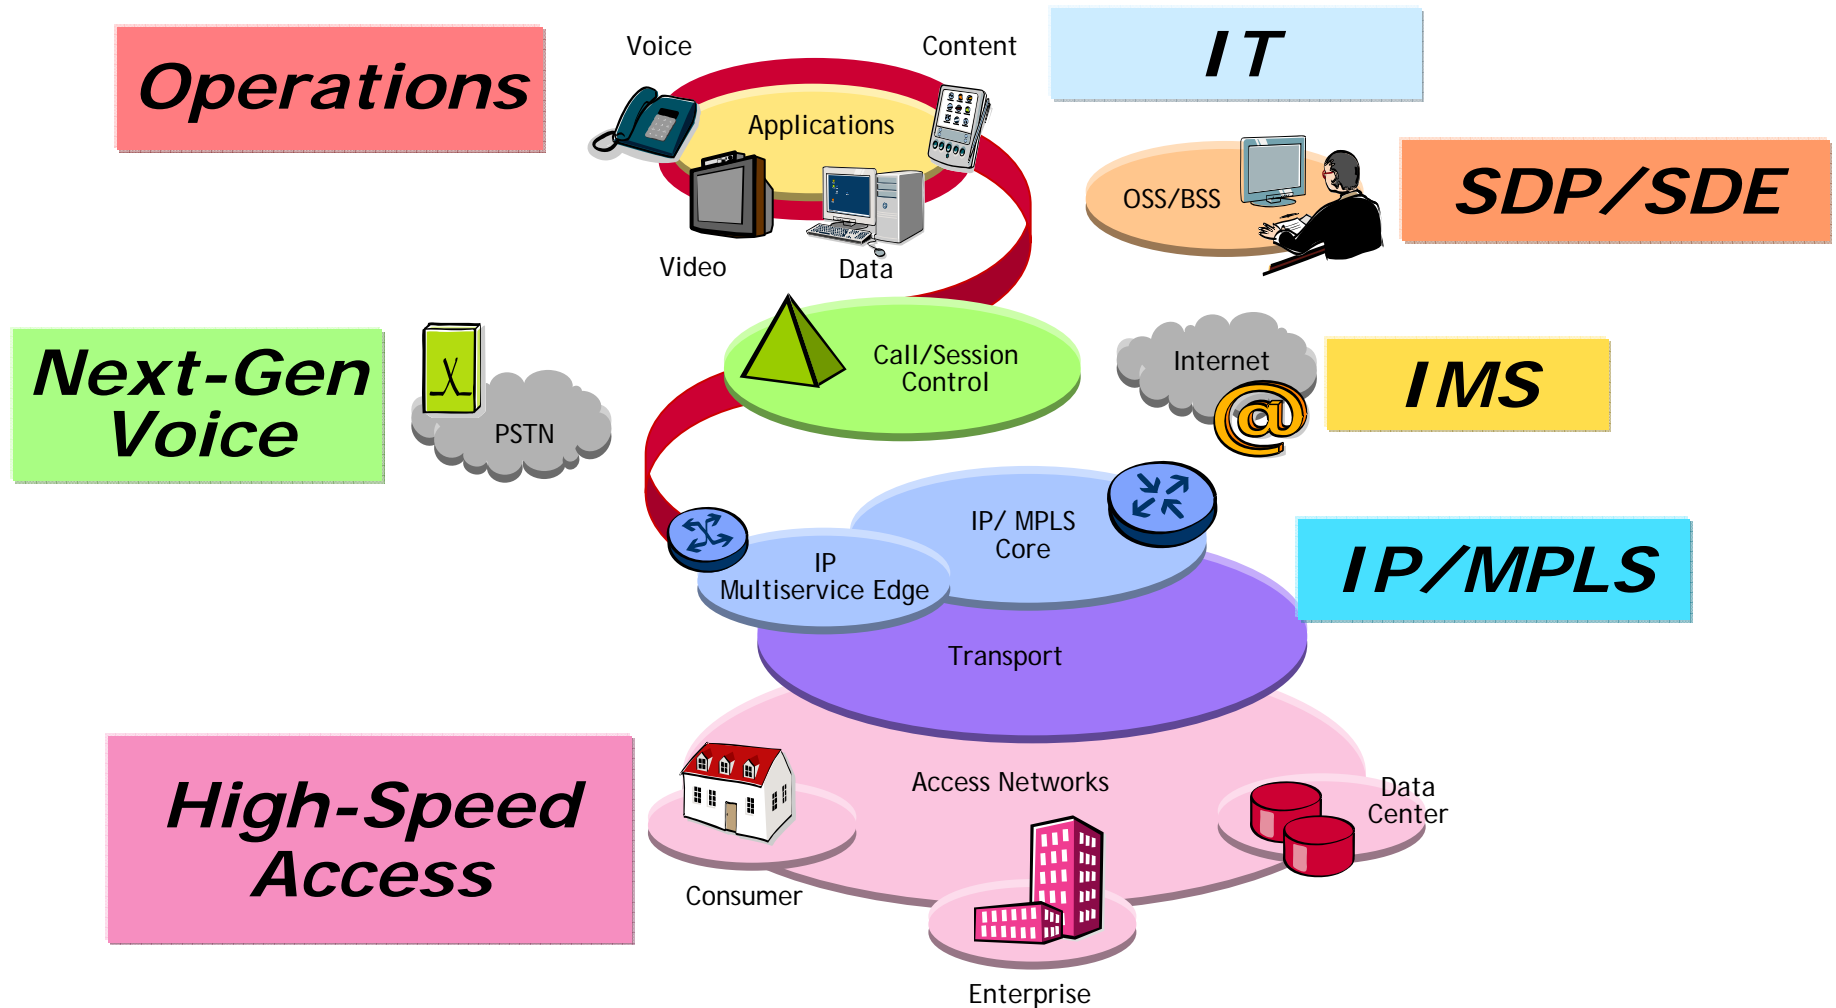 Operations
Voice
Content
IT
Applications
OSS/BSS
SDP/SDE
Video
Data
Next-Gen
Voice
PSTN
Call/Session
Control
Internet
@
IMS
IP/ MPLS
Core
IP
Multiservice Edge
IP/MPLS
Transport
High-Speed
Access
Access Networks
Data
Center
Consumer
Enterprise